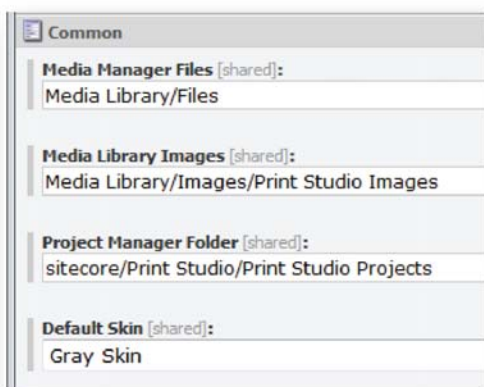 Common
Media Manager Files [shared]:
Media Library/Files
Media Library Images [shared]:
Media Library/Images/Print Studio Images
Project Manager Folder [shared]:
sitecore/Print Studio/Print Studio Projects
Default Skin [shared]:
Gray Skin